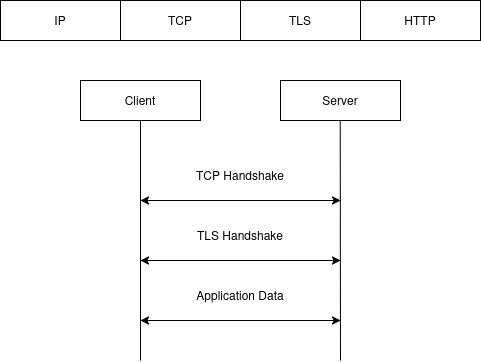 IP TCP TLS HTTP
Client Server
TCP Handshake
TLS Handshake
Application Data